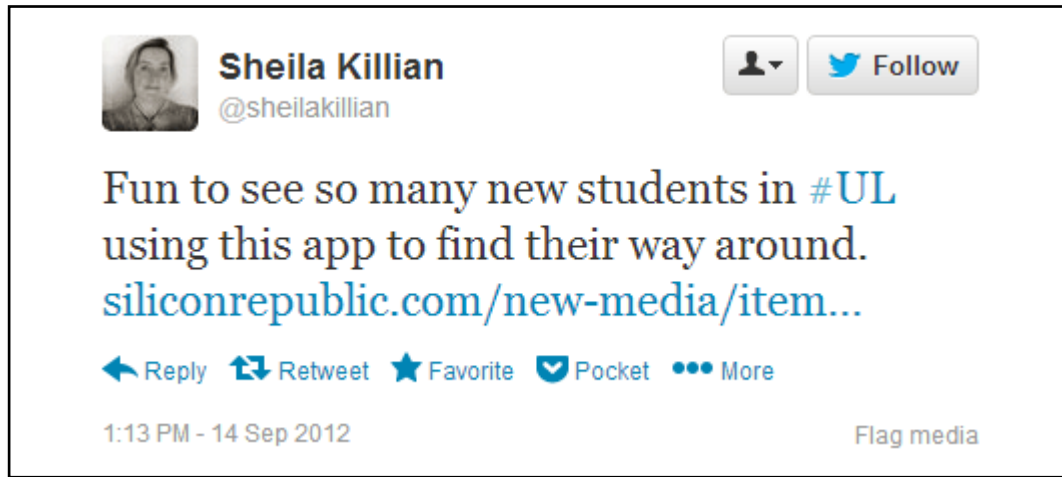 Sheila Killian
@sheilakillian
Follow
Fun to see so many new students in #UL
using this app to find their way around.
siliconrepublic.com/new-media/item...
Reply Retweet Favorite Pocket More
1:13 PM - 14 Sep 2012
Flag media